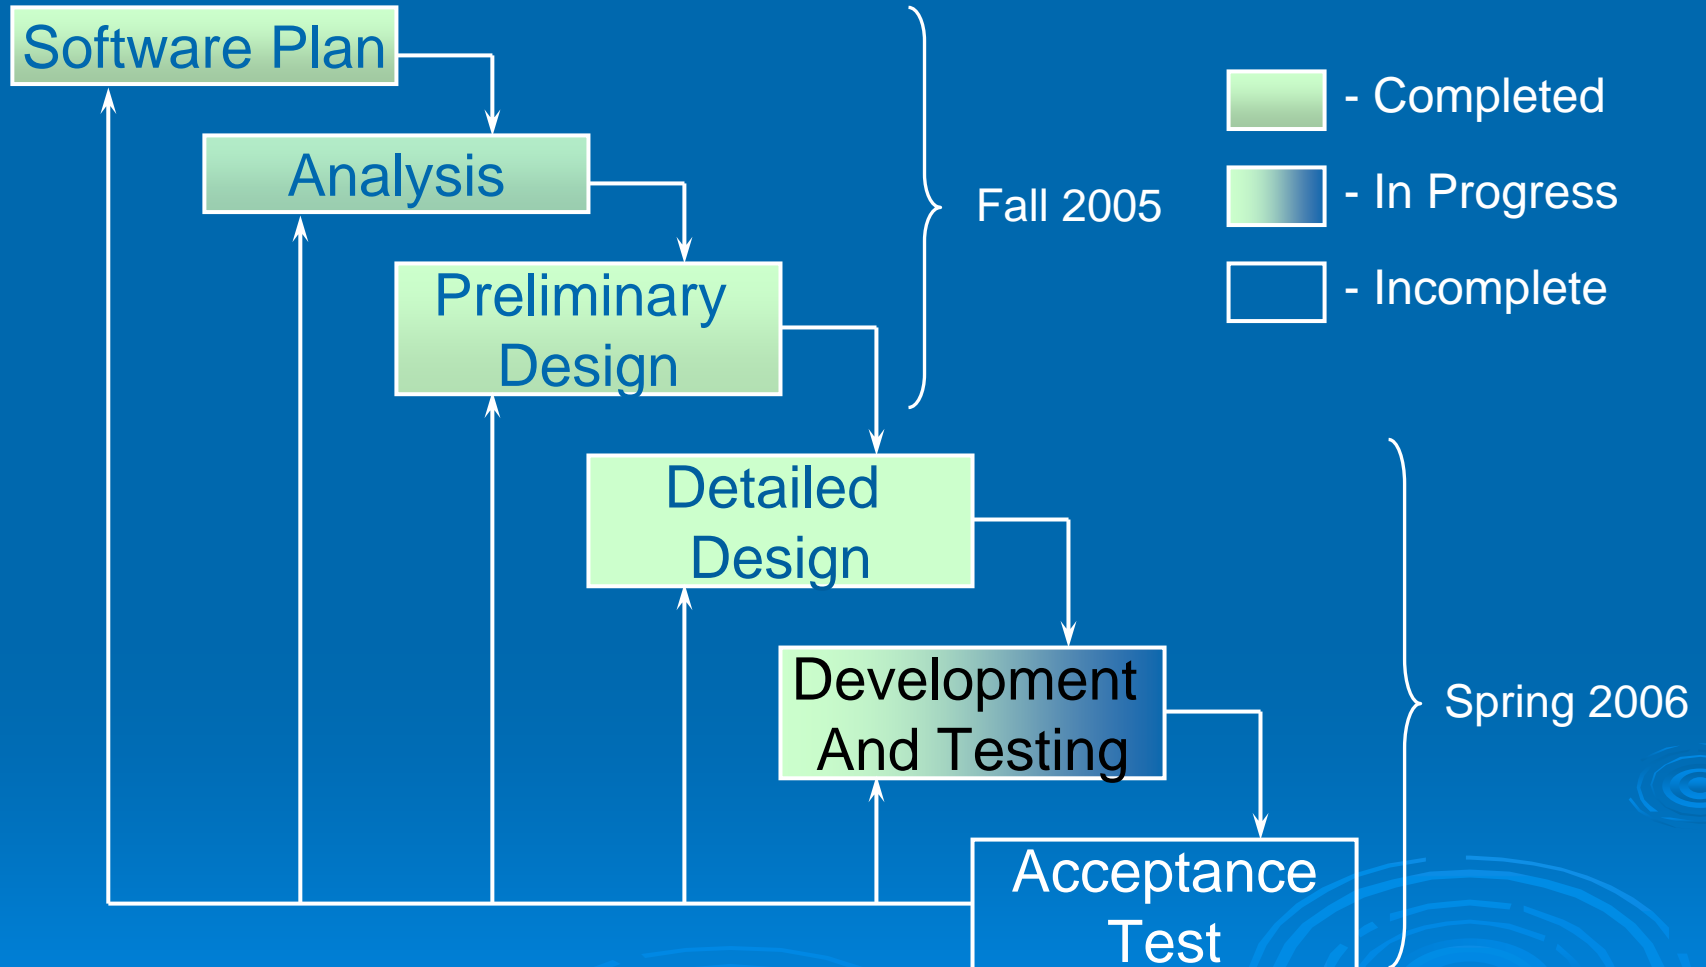 Software Plan
Analysis
Preliminary
Design
Detailed
Design
Development
And Testing
Acceptance
Test
Fall 2005
Spring 2006
- Completed
- In Progress
- Incomplete